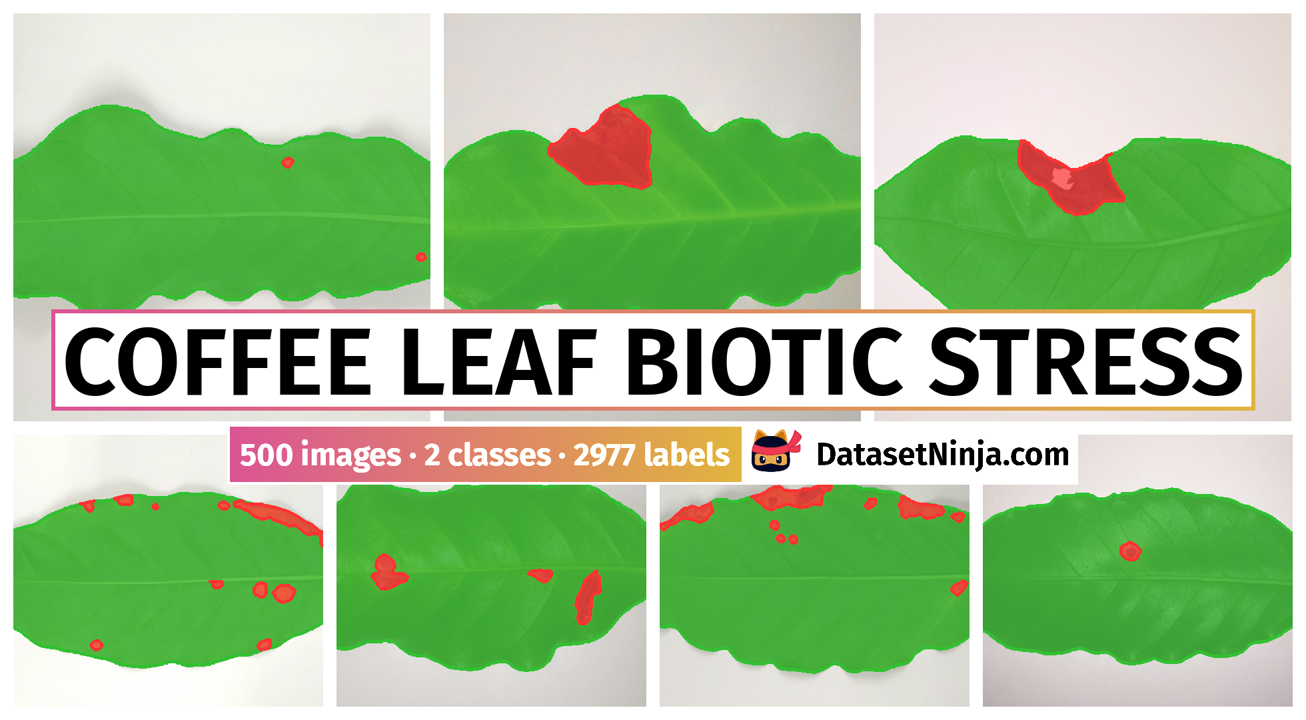 COFFEE LEAF BIOTIC STRESS
500 images · 2 classes · 2977 labels
DatasetNinja.com